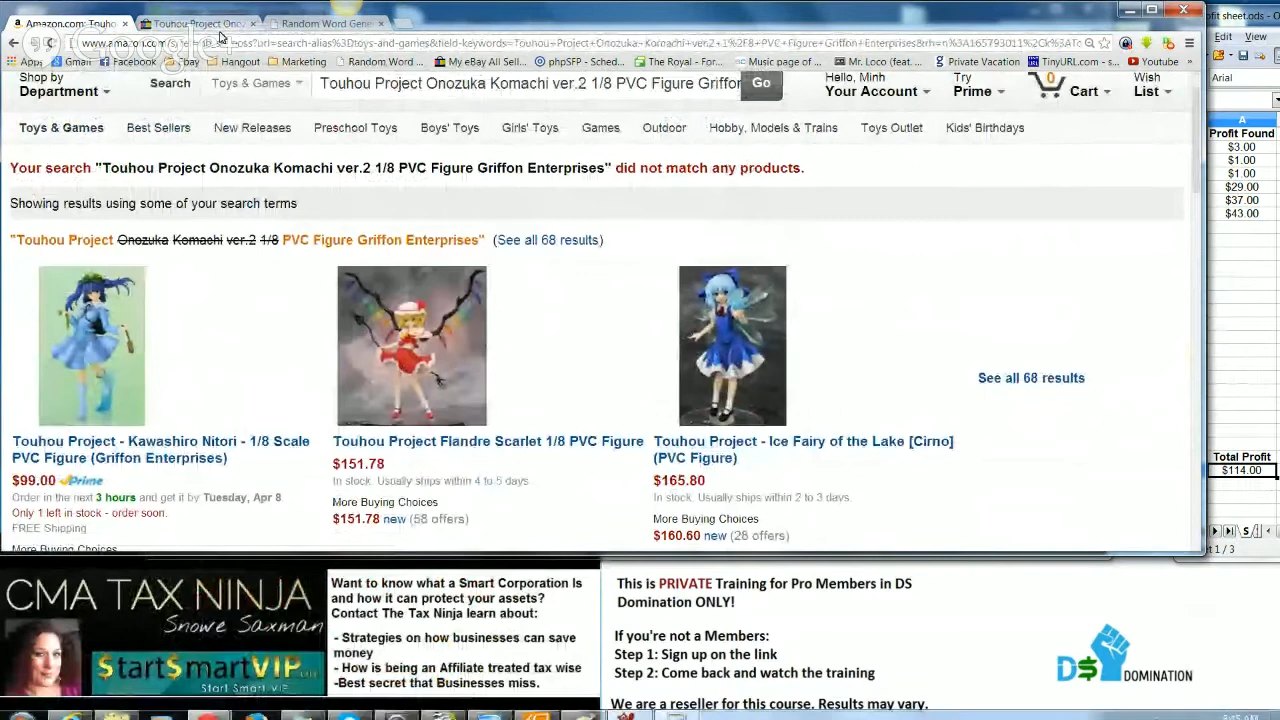 Amazon.com: Touho
Touhou Project Ono
Random Word Gene
www.amazon.com
Apps
Gmail
Facebook
Hangout
Marketing
Random Word...
My eBay All...
phpSFP: Sched...
The Royal - For...
Music page
Mr. Loco (feat. ...
Private Vacation
TinyURL.com - s...
Youtube
Shop by
Department
Search
Toys & Games
Touhou Project Onozuka Komachi ver.2 1/8 PVC Figure Griffon
Go
Hello, Minh
Your Account
Try
Prime
0
Cart
Wish
List
Toys & Games Best Sellers New Releases Preschool Toys Boys' Toys Girls' Toys Games Outdoor Hobby, Models & Trains Toys Outlet Kids' Birthdays
Your search "Touhou Project Onozuka Komachi ver.2 1/8 PVC Figure Griffon Enterprises" did not match any products.
Showing results using some of your search terms
"Touhou Project Onozuka Komachi ver.2 1/8 PVC Figure Griffon Enterprises" (See all 68 results)
Touhou Project - Kawashiro Nitori - 1/8 Scale
PVC Figure (Griffon Enterprises)
$99.00 Prime
Order in the next 3 hours and get it by Tuesday, Apr 8
Only 1 left in stock - order soon.
FREE Shipping
More Buying Choices
Touhou Project Flandre Scarlet 1/8 PVC Figure
$151.78
In stock. Usually ships within 4 to 5 days
More Buying Choices
$151.78 new (58 offers)
Touhou Project - Ice Fairy of the Lake [Cirno]
(PVC Figure)
$165.80
In stock. Usually ships within 2 to 3 days.
More Buying Choices
$160.60 new (28 offers)
See all 68 results
fit sheet.ods
Edit View
Arial
A
Profit Found
$3.00
$1.00
$1.00
$29.00
$37.00
$43.00
Total Profit
$114.00
t 1 / 3
CMA TAX NINJA
Snowe Saxman
$tart$martVIP
Start Smart VIP
Want to know what a Smart Corporation Is
and how it can protect your assets?
Contact The Tax Ninja learn about:
- Strategies on how businesses can save
money
- How is being an Affiliate treated tax wise
-Best secret that Businesses miss.
This is PRIVATE Training for Pro Members in DS
Domination ONLY!
If you're not a Members:
Step 1: Sign up on the link
Step 2: Come back and watch the training
We are a reseller for this course. Results may vary.
D$ DOMINATION